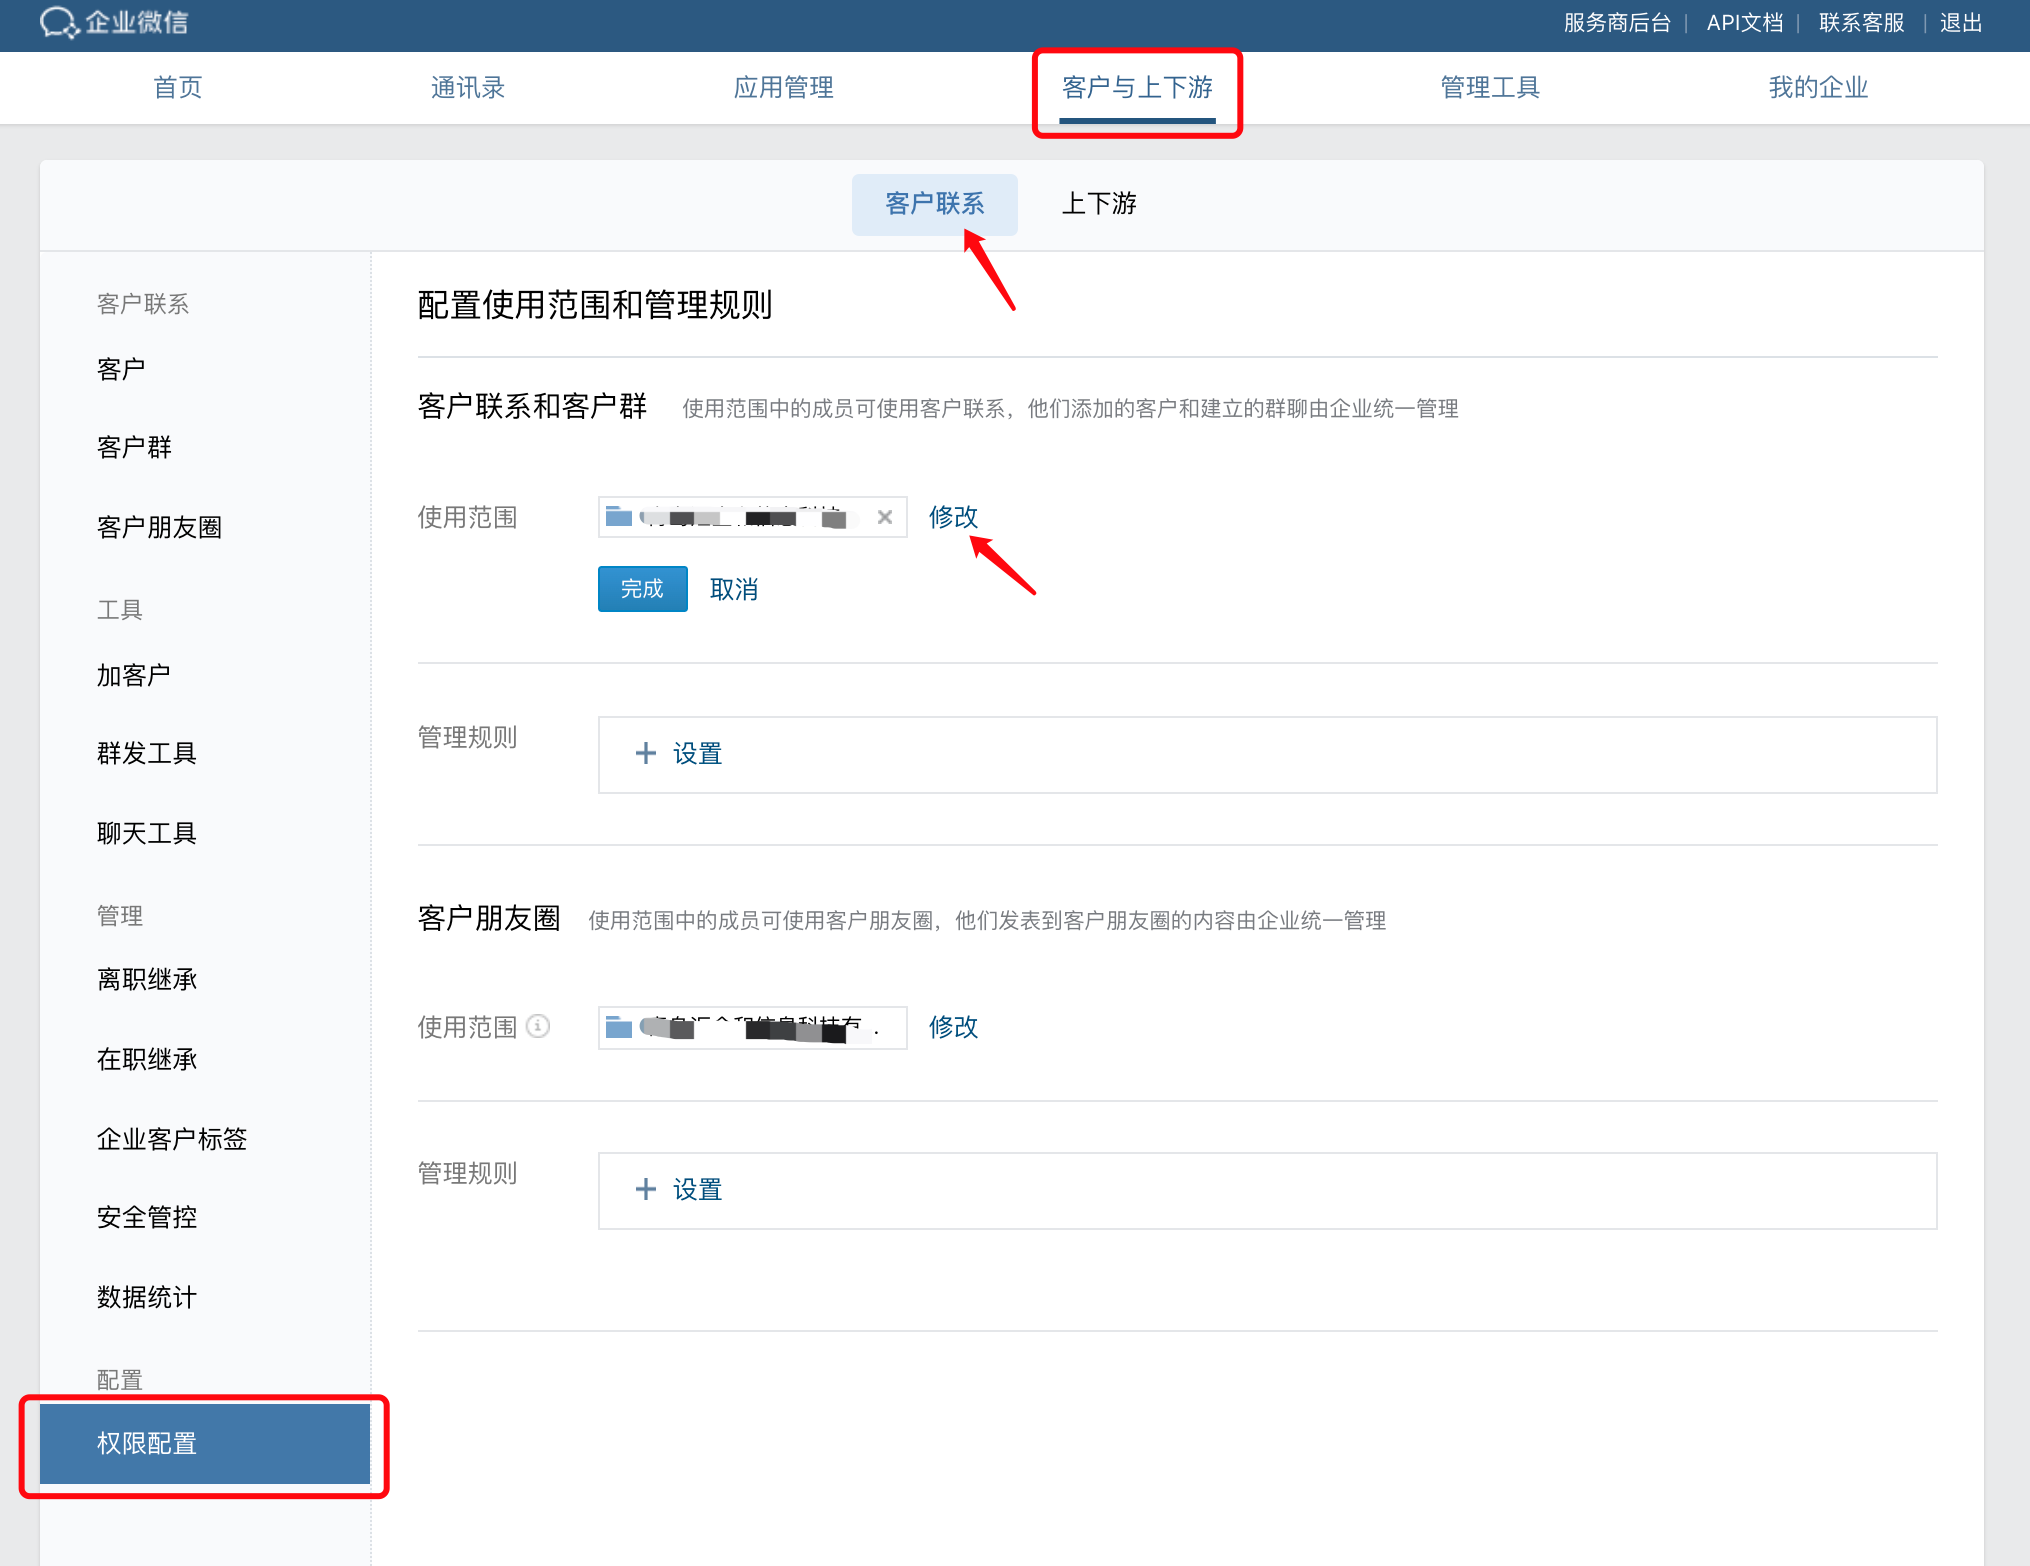 企业微信
服务商后台 | API文档 | 联系客服 | 退出
首页 通讯录 应用管理 客户与上下游 管理工具 我的企业
客户联系 上下游
客户联系
客户
客户群
客户朋友圈
工具
加客户
群发工具
聊天工具
管理
离职继承
在职继承
企业客户标签
安全管控
数据统计
配置
权限配置
配置使用范围和管理规则
客户联系和客户群 使用范围中的成员可使用客户联系，他们添加的客户和建立的群聊由企业统一管理
使用范围 修改
完成 取消
管理规则 + 设置
客户朋友圈 使用范围中的成员可使用客户朋友圈，他们发表到客户朋友圈的内容由企业统一管理
使用范围 修改
管理规则 + 设置